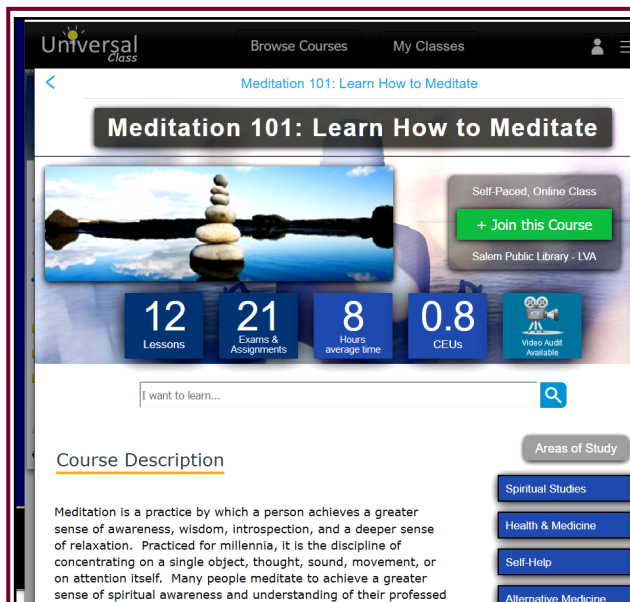 Universal
Class
Browse Courses
My Classes
Meditation 101: Learn How to Meditate
Meditation 101: Learn How to Meditate
Self-Paced, Online Class
+ Join this Course
Salem Public Library - LVA
12
Lessons
21
Exams &
Assignments
8
Hours
average time
0.8
CEUs
Video Audit
Available
I want to learn...
Course Description
Meditation is a practice by which a person achieves a greater
sense of awareness, wisdom, introspection, and a deeper sense
of relaxation.  Practiced for millennia, it is the discipline of
concentrating on a single object, thought, sound, movement, or
on attention itself.  Many people meditate to achieve a greater
sense of spiritual awareness and understanding of their professed
Areas of Study
Spiritual Studies
Health & Medicine
Self-Help
Alternative Medicine